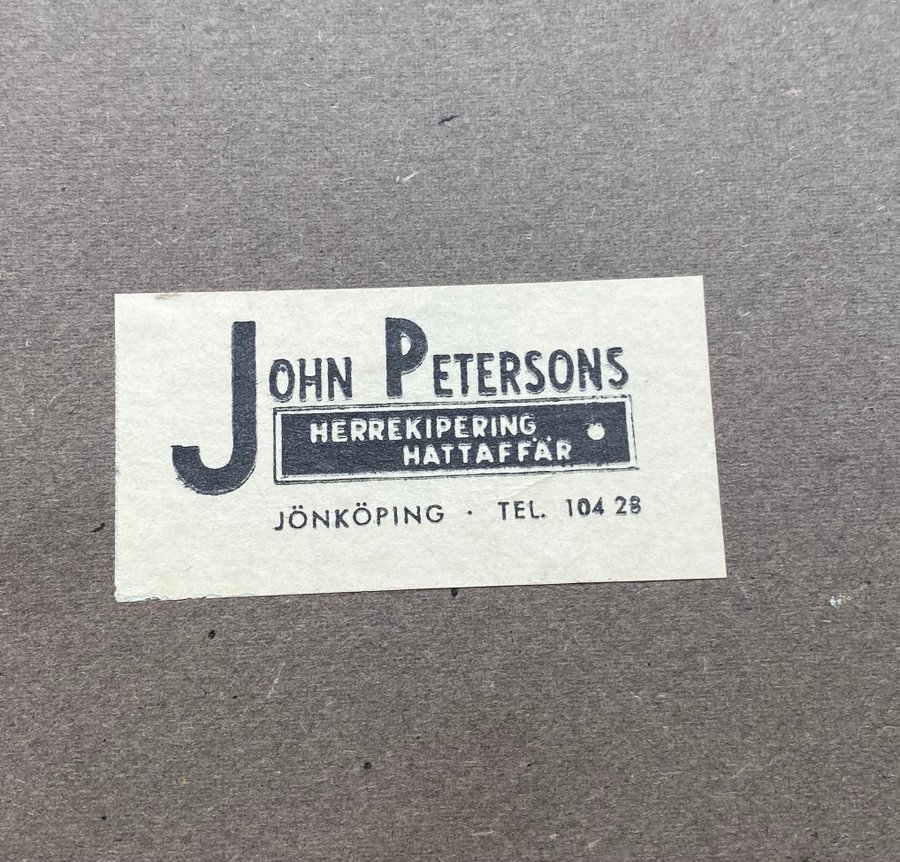 JOHN PETERSONS
HERREKIPERING
HATTAFFÄR
JÖNKÖPING · TEL. 104 28